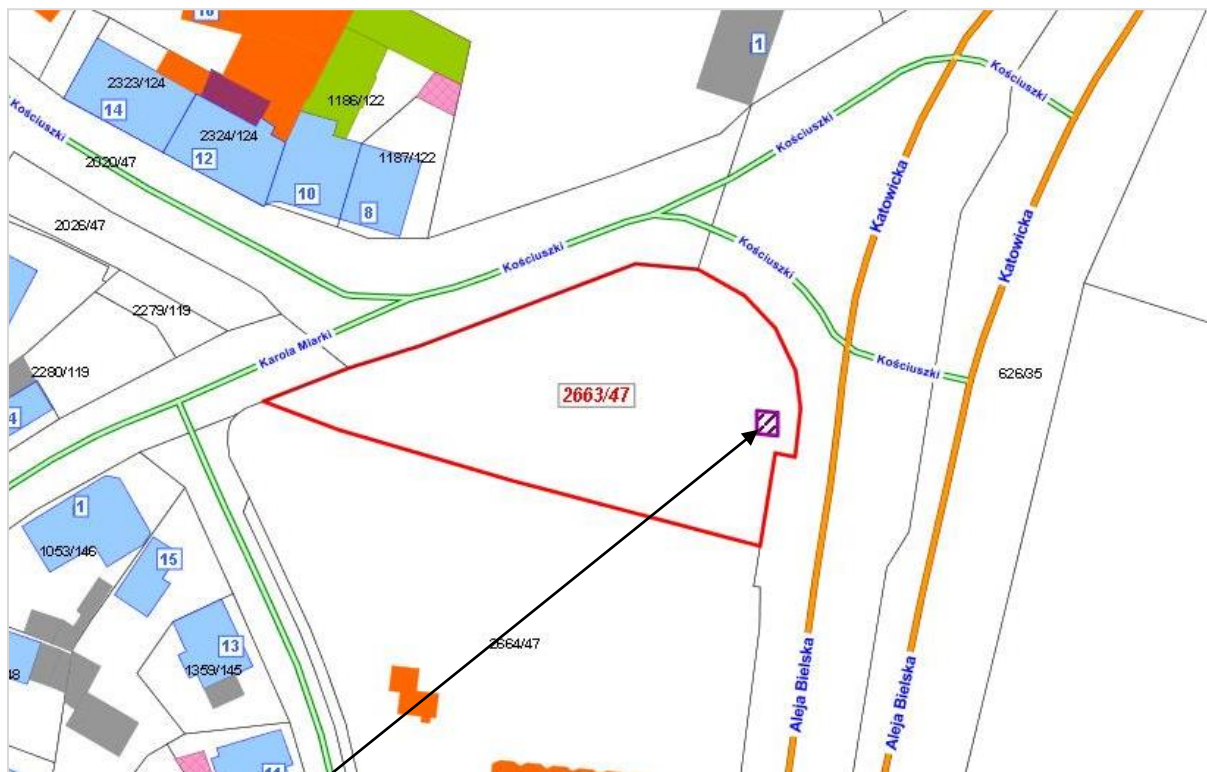 16
1
2323/124
14
1186/122
Kościuszki
Kościuszki
2324/124
12
1187/122
Kościuszki
2020/47
10
8
Katowicka
Katowicka
2026/47
Kościuszki
Kościuszki
2279/119
Karola Miarki
Kościuszki
2280/119
626/35
2663/47
4
1
1053/146
15
13
2664/47
1359/145
48
Aleja Bielska
Aleja Bielska
11